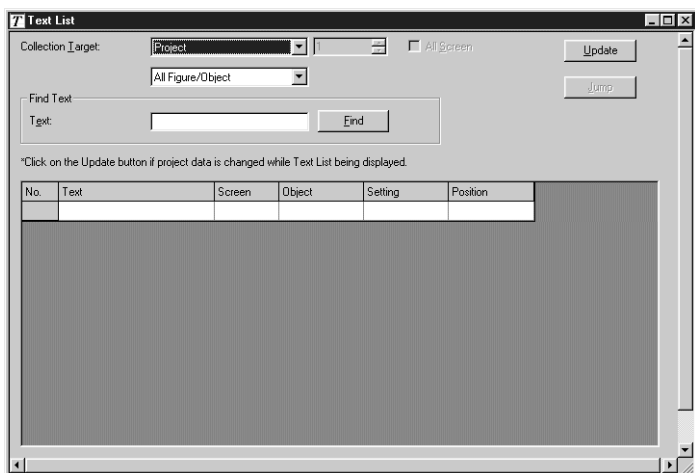 T Text List
Collection Target: Project 1 All Screen Update
All Figure/Object Jump
Find Text
Text: Find
*Click on the Update button if project data is changed while Text List being displayed.
No. Text Screen Object Setting Position